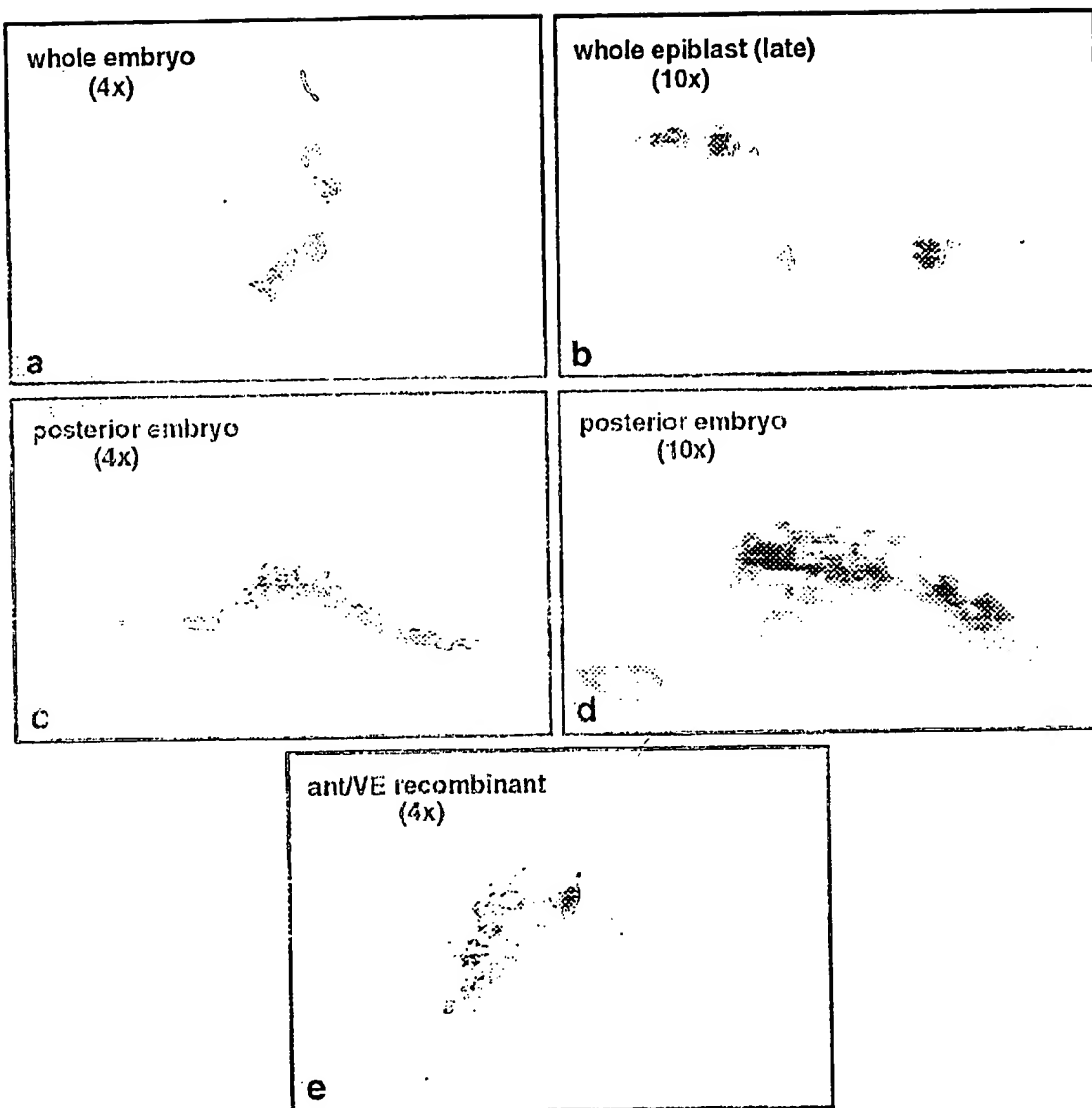 whole embryo
(4x)
a
whole epiblast (late)
(10x)
b
posterior embryo
(4x)
c
posterior embryo
(10x)
d
ant/VE recombinant
(4x)
e